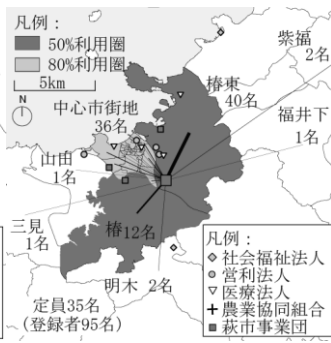 凡例：
50%利用圏
80%利用圏
5km
N
紫福
2名
椿東
40名
福井下
1名
中心市街地
36名
山田
1名
三見
1名
椿12名
明木 2名
定員35名
(登録者95名)
凡例：
社会福祉法人
営利法人
医療法人
農業協同組合
萩市事業団